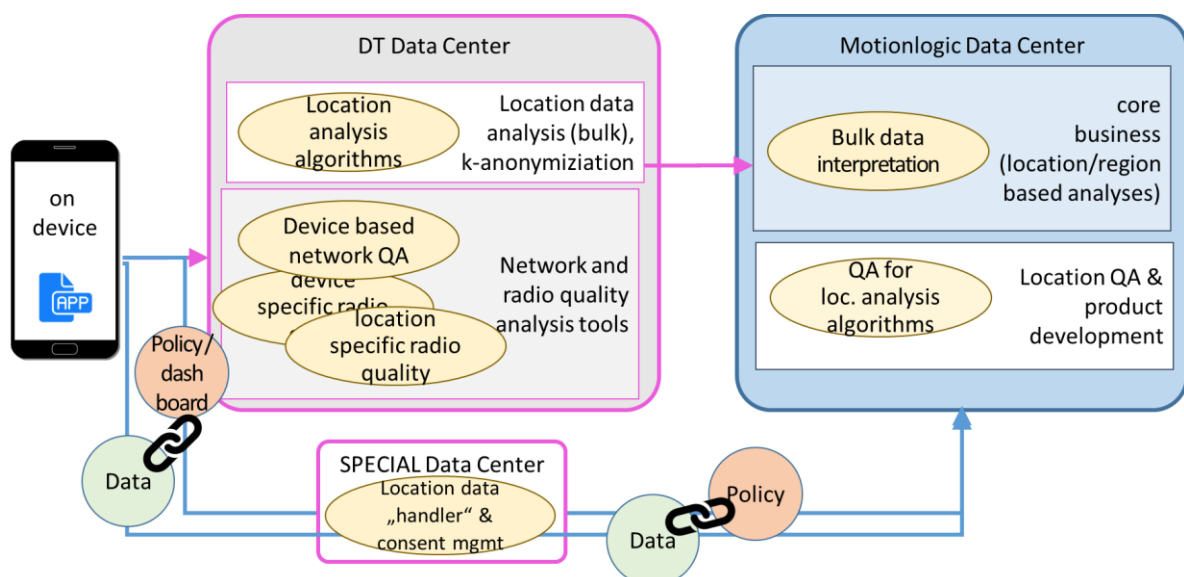 DT Data Center
Location
analysis
algorithms
Location data
analysis (bulk),
k-anonymiziation
Device based
network QA
device
specific radio
location
specific radio
quality
Network and
radio quality
analysis tools
Motionlogic Data Center
Bulk data
interpretation
core
business
(location/region
based analyses)
QA for
loc. analysis
algorithms
Location QA &
product
development
on
device
APP
Policy/
dash
board
Data
SPECIAL Data Center
Location data
„handler“ &
consent mgmt
Policy
Data